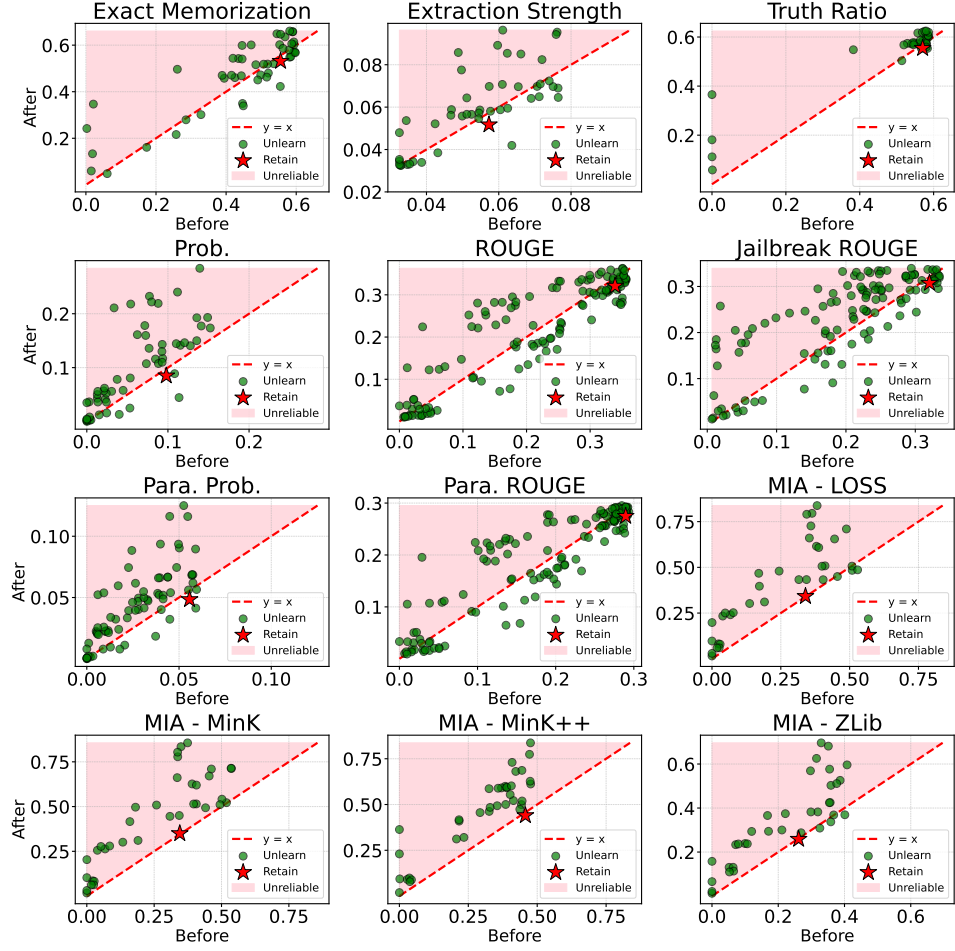 Exact Memorization
After
0.6
0.4
0.2
0.0 0.2 0.4 0.6
Before
y = x
Unlearn
Retain
Unreliable
Extraction Strength
0.08
0.06
0.04
0.02
0.04 0.06 0.08
Before
y = x
Unlearn
Retain
Unreliable
Truth Ratio
0.6
0.4
0.2
0.0 0.2 0.4 0.6
Before
y = x
Unlearn
Retain
Unreliable
Prob.
After
0.2
0.1
0.0 0.1 0.2
Before
y = x
Unlearn
Retain
Unreliable
ROUGE
0.3
0.2
0.1
0.0 0.1 0.2 0.3
Before
y = x
Unlearn
Retain
Unreliable
Jailbreak ROUGE
0.3
0.2
0.1
0.0 0.1 0.2 0.3
Before
y = x
Unlearn
Retain
Unreliable
Para. Prob.
After
0.10
0.05
0.00 0.05 0.10
Before
y = x
Unlearn
Retain
Unreliable
Para. ROUGE
0.3
0.2
0.1
0.0 0.1 0.2 0.3
Before
y = x
Unlearn
Retain
Unreliable
MIA - LOSS
0.75
0.50
0.25
0.00 0.25 0.50 0.75
Before
y = x
Unlearn
Retain
Unreliable
MIA - MinK
After
0.75
0.50
0.25
0.00 0.25 0.50 0.75
Before
y = x
Unlearn
Retain
Unreliable
MIA - MinK++
0.75
0.50
0.25
0.00 0.25 0.50 0.75
Before
y = x
Unlearn
Retain
Unreliable
MIA - ZLib
0.6
0.4
0.2
0.0 0.2 0.4 0.6
Before
y = x
Unlearn
Retain
Unreliable